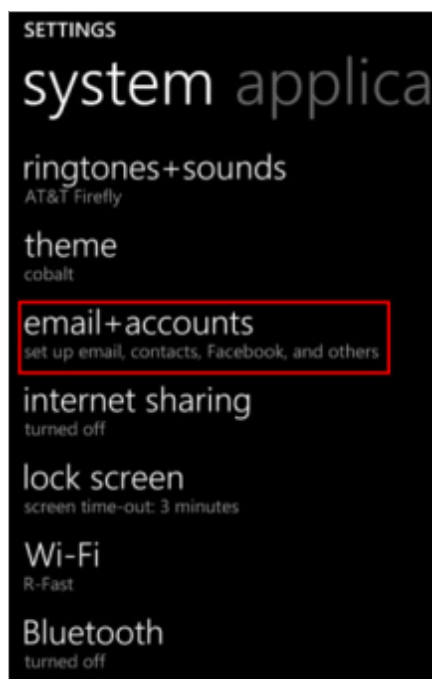 SETTINGS
system applica
ringtones+sounds
AT&T Firefly
theme
cobalt
email+accounts
set up email, contacts, Facebook, and others
internet sharing
turned off
lock screen
screen time-out: 3 minutes
Wi-Fi
R-Fast
Bluetooth
turned off